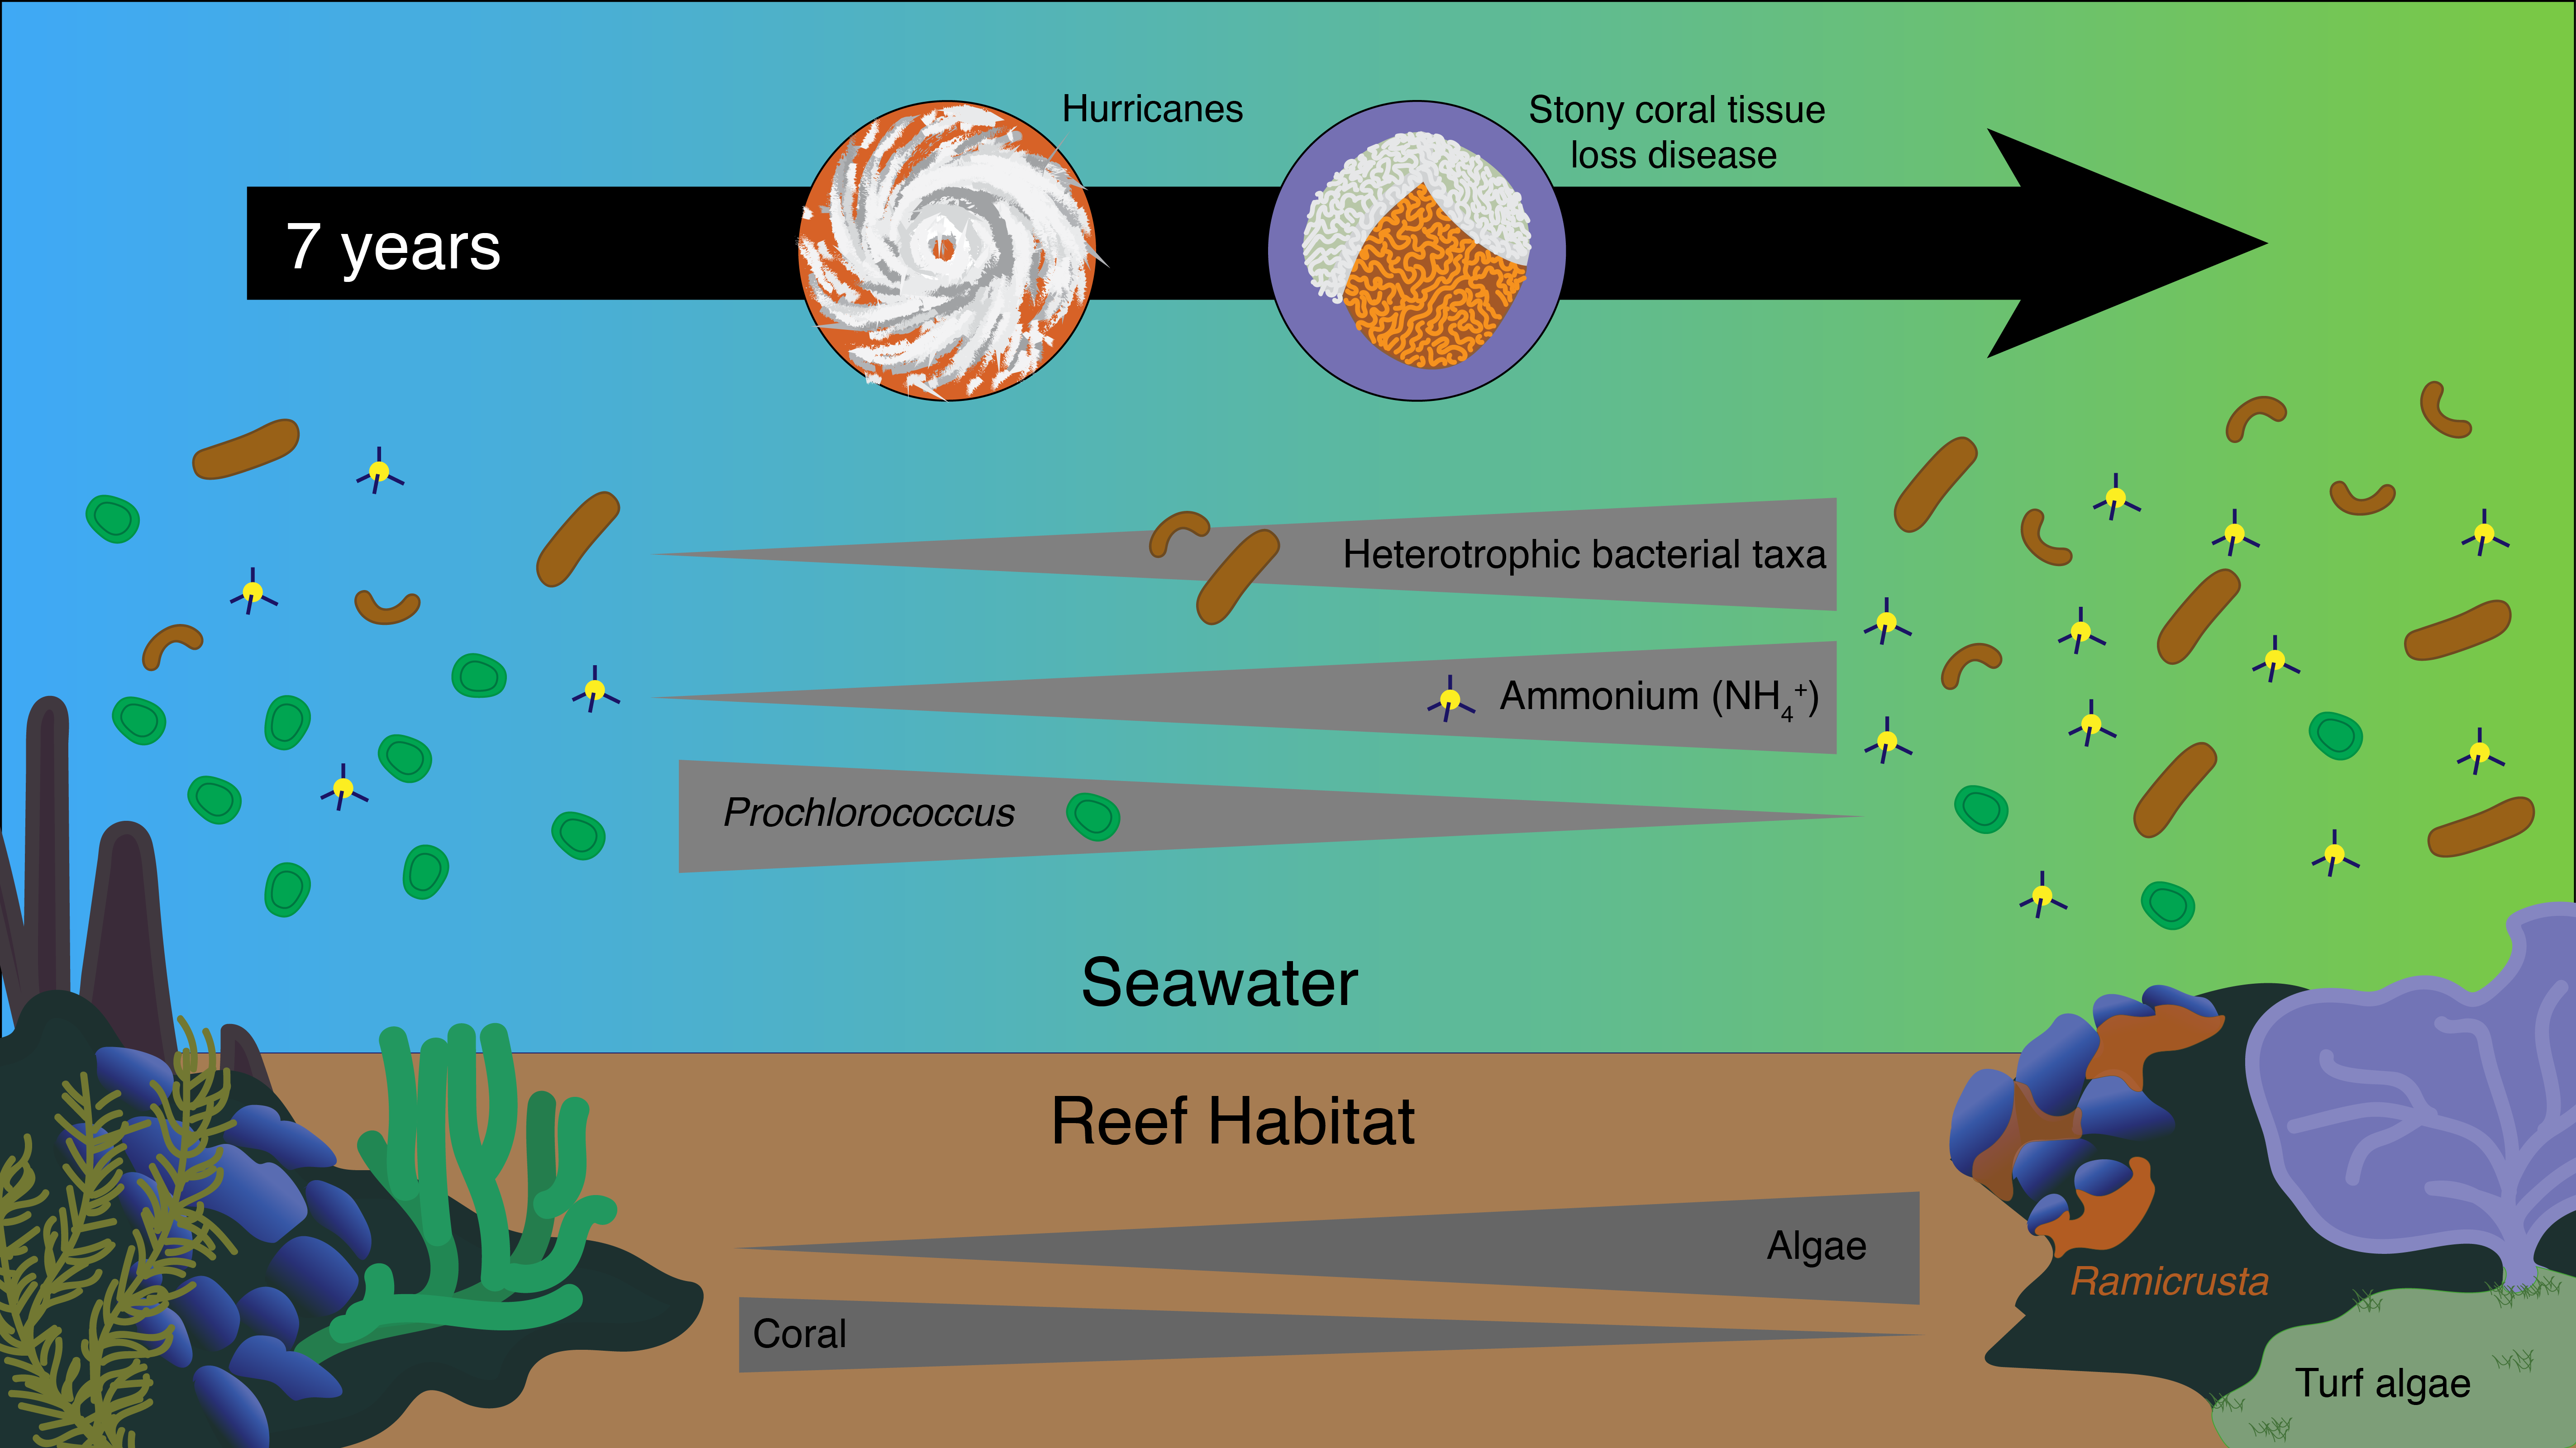 Hurricanes
Stony coral tissue
loss disease
7 years
Heterotrophic bacterial taxa
Ammonium (NH₄⁺)
Prochlorococcus
Seawater
Reef Habitat
Algae
Ramicrusta
Coral
Turf algae